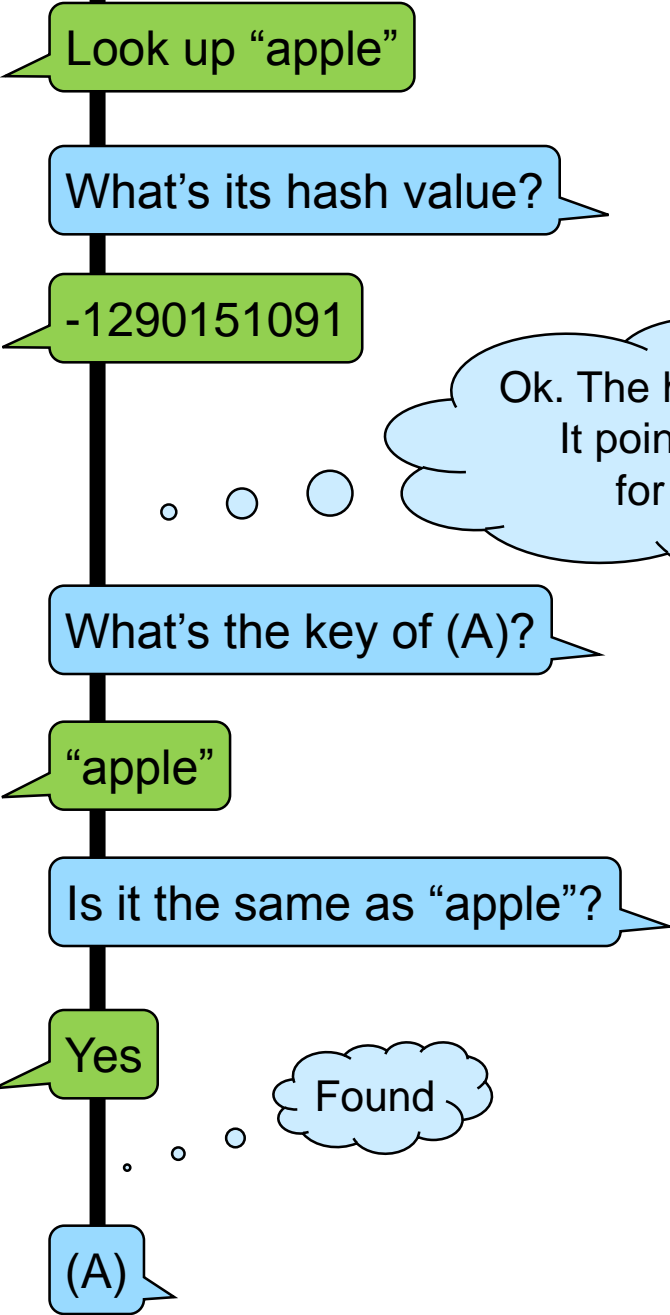 Look up “apple”
What’s its hash value?
-1290151091
Ok. The
It
for
What’s the key of (A)?
“apple”
Is it the same as “apple”?
Yes
Found
(A)